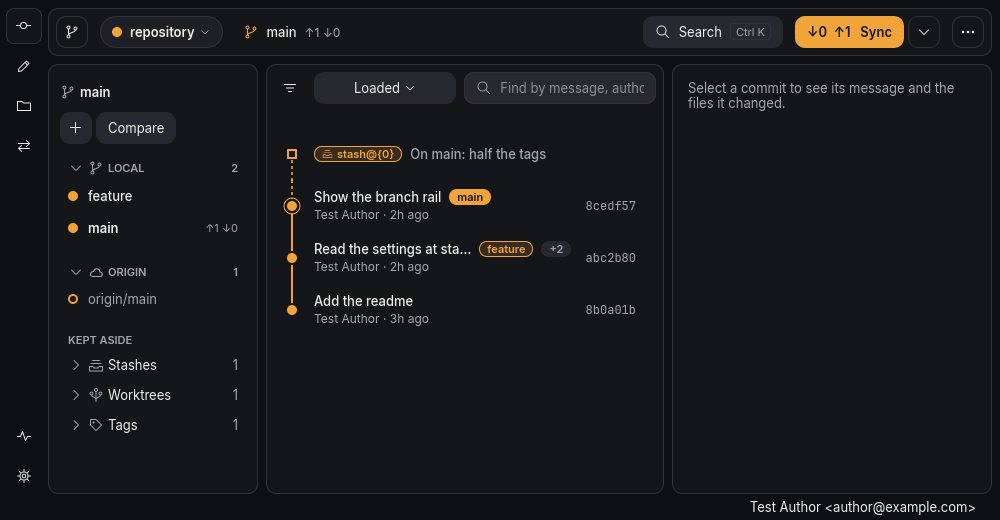 repository
main ↑1 ↓0
Search Ctrl K
↓0 ↑1 Sync
main
Compare
LOCAL 2
feature
main ↑1 ↓0
ORIGIN 1
origin/main
KEPT ASIDE
Stashes 1
Worktrees 1
Tags 1
Loaded
Find by message, autho
stash@{0} On main: half the tags
Show the branch rail main
Test Author · 2h ago 8cedf57
Read the settings at sta... feature +2
Test Author · 2h ago abc2b80
Add the readme
Test Author · 3h ago 8b0a01b
Select a commit to see its message and the
files it changed.
Test Author <author@example.com>